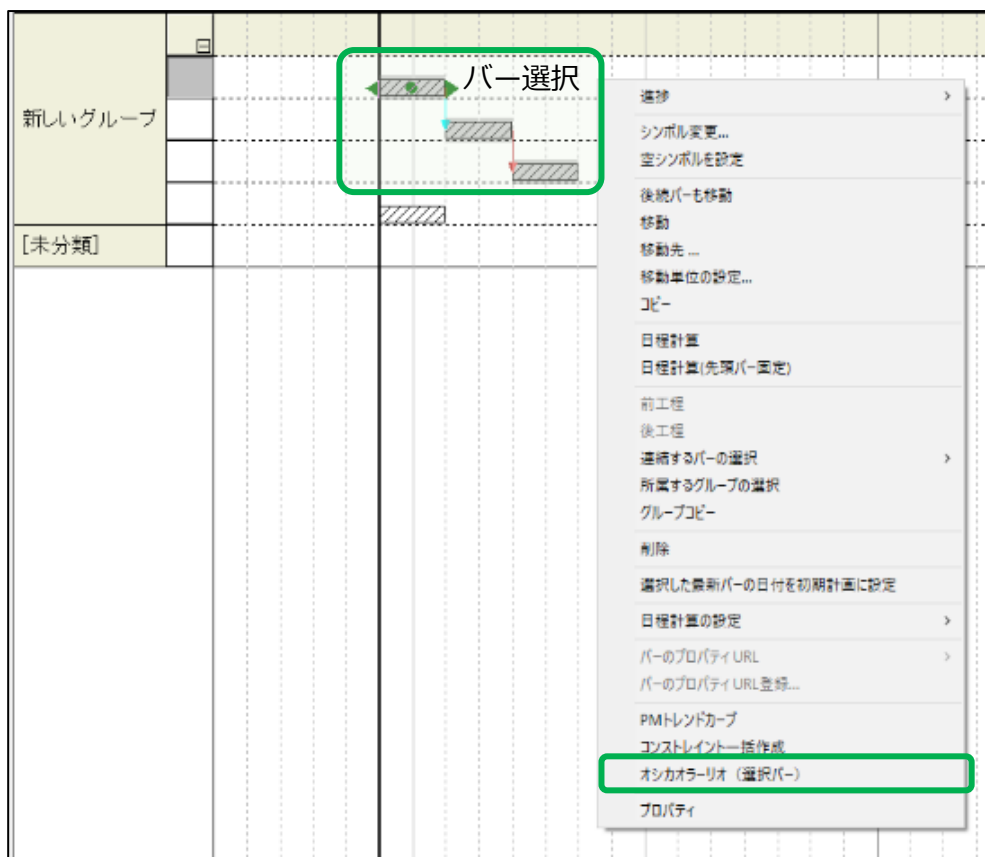 バー選択
新しいグループ
[未分類]
進捗
シンボル変更...
空シンボルを設定
後続バーも移動
移動
移動先 ...
移動単位の設定...
コピー
日程計算
日程計算(先頭バー固定)
前工程
後工程
連結するバーの選択
所属するグループの選択
グループコピー
削除
選択した最新バーの日付を初期計画に設定
日程計算の設定
バーのプロパティ URL
バーのプロパティ URL登録...
PMトレンドカーブ
コンストレイント一括作成
オシカオラーリオ（選択バー）
プロパティ